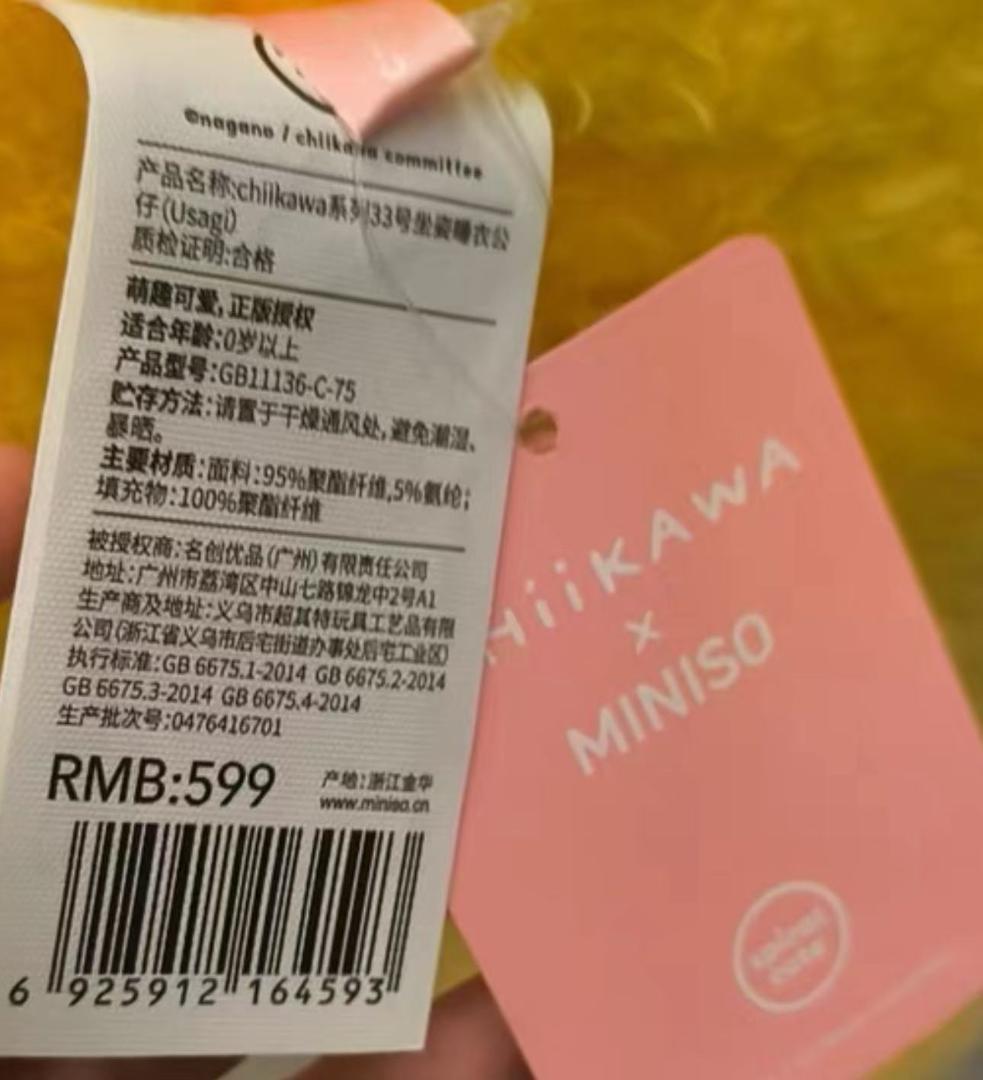 ©nagano / chiikawa committee
产品名称:chiikawa系列33号坐姿睡衣公
仔(Usagi)
质检证明:合格
萌趣可爱,正版授权
适合年龄:0岁以上
产品型号:GB11136-C-75
贮存方法:请置于干燥通风处,避免潮湿、
暴晒。
主要材质:面料:95%聚酯纤维,5%氨纶;
填充物:100%聚酯纤维
被授权商:名创优品(广州)有限责任公司
地址:广州市荔湾区中山七路锦龙中2号A1
生产商及地址:义乌市超其特玩具工艺品有限
公司(浙江省义乌市后宅街道办事处后宅工业区)
执行标准:GB 6675.1-2014 GB 6675.2-2014
GB 6675.3-2014 GB 6675.4-2014
生产批次号:0476416701
RMB:599
产地:浙江金华
www.miniso.cn
6 925912 164593
HiiKAWA
×
MINISO